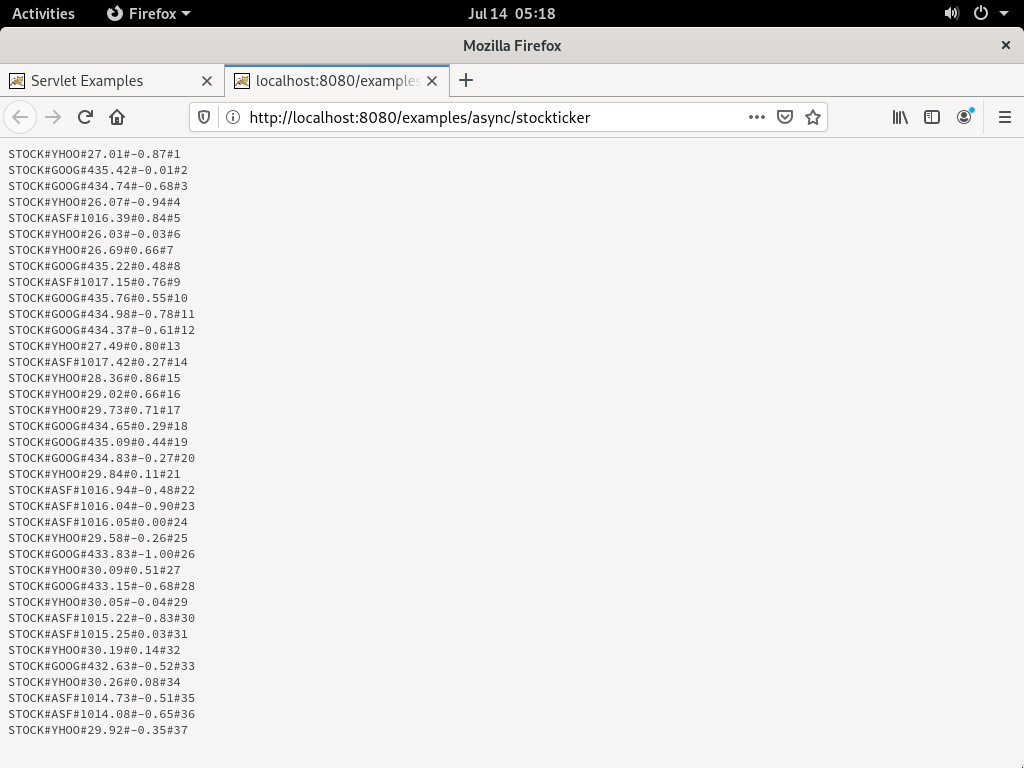 Activities Firefox Jul 14 05:18
Mozilla Firefox
Servlet Examples localhost:8080/examples
http://localhost:8080/examples/async/stockticker
STOCK#YHOO#27.01#-0.87#1
STOCK#GOOG#435.42#-0.01#2
STOCK#GOOG#434.74#-0.68#3
STOCK#YHOO#26.07#-0.94#4
STOCK#ASF#1016.39#0.84#5
STOCK#YHOO#26.03#-0.03#6
STOCK#YHOO#26.69#0.66#7
STOCK#GOOG#435.22#0.48#8
STOCK#ASF#1017.15#0.76#9
STOCK#GOOG#435.76#0.55#10
STOCK#GOOG#434.98#-0.78#11
STOCK#GOOG#434.37#-0.61#12
STOCK#YHOO#27.49#0.80#13
STOCK#ASF#1017.42#0.27#14
STOCK#YHOO#28.36#0.86#15
STOCK#YHOO#29.02#0.66#16
STOCK#YHOO#29.73#0.71#17
STOCK#GOOG#434.65#0.29#18
STOCK#GOOG#435.09#0.44#19
STOCK#GOOG#434.83#-0.27#20
STOCK#YHOO#29.84#0.11#21
STOCK#ASF#1016.94#-0.48#22
STOCK#ASF#1016.04#-0.90#23
STOCK#ASF#1016.05#0.00#24
STOCK#YHOO#29.58#-0.26#25
STOCK#GOOG#433.83#-1.00#26
STOCK#YHOO#30.09#0.51#27
STOCK#GOOG#433.15#-0.68#28
STOCK#YHOO#30.05#-0.04#29
STOCK#ASF#1015.22#-0.83#30
STOCK#ASF#1015.25#0.03#31
STOCK#YHOO#30.19#0.14#32
STOCK#GOOG#432.63#-0.52#33
STOCK#YHOO#30.26#0.08#34
STOCK#ASF#1014.73#-0.51#35
STOCK#ASF#1014.08#-0.65#36
STOCK#YHOO#29.92#-0.35#37